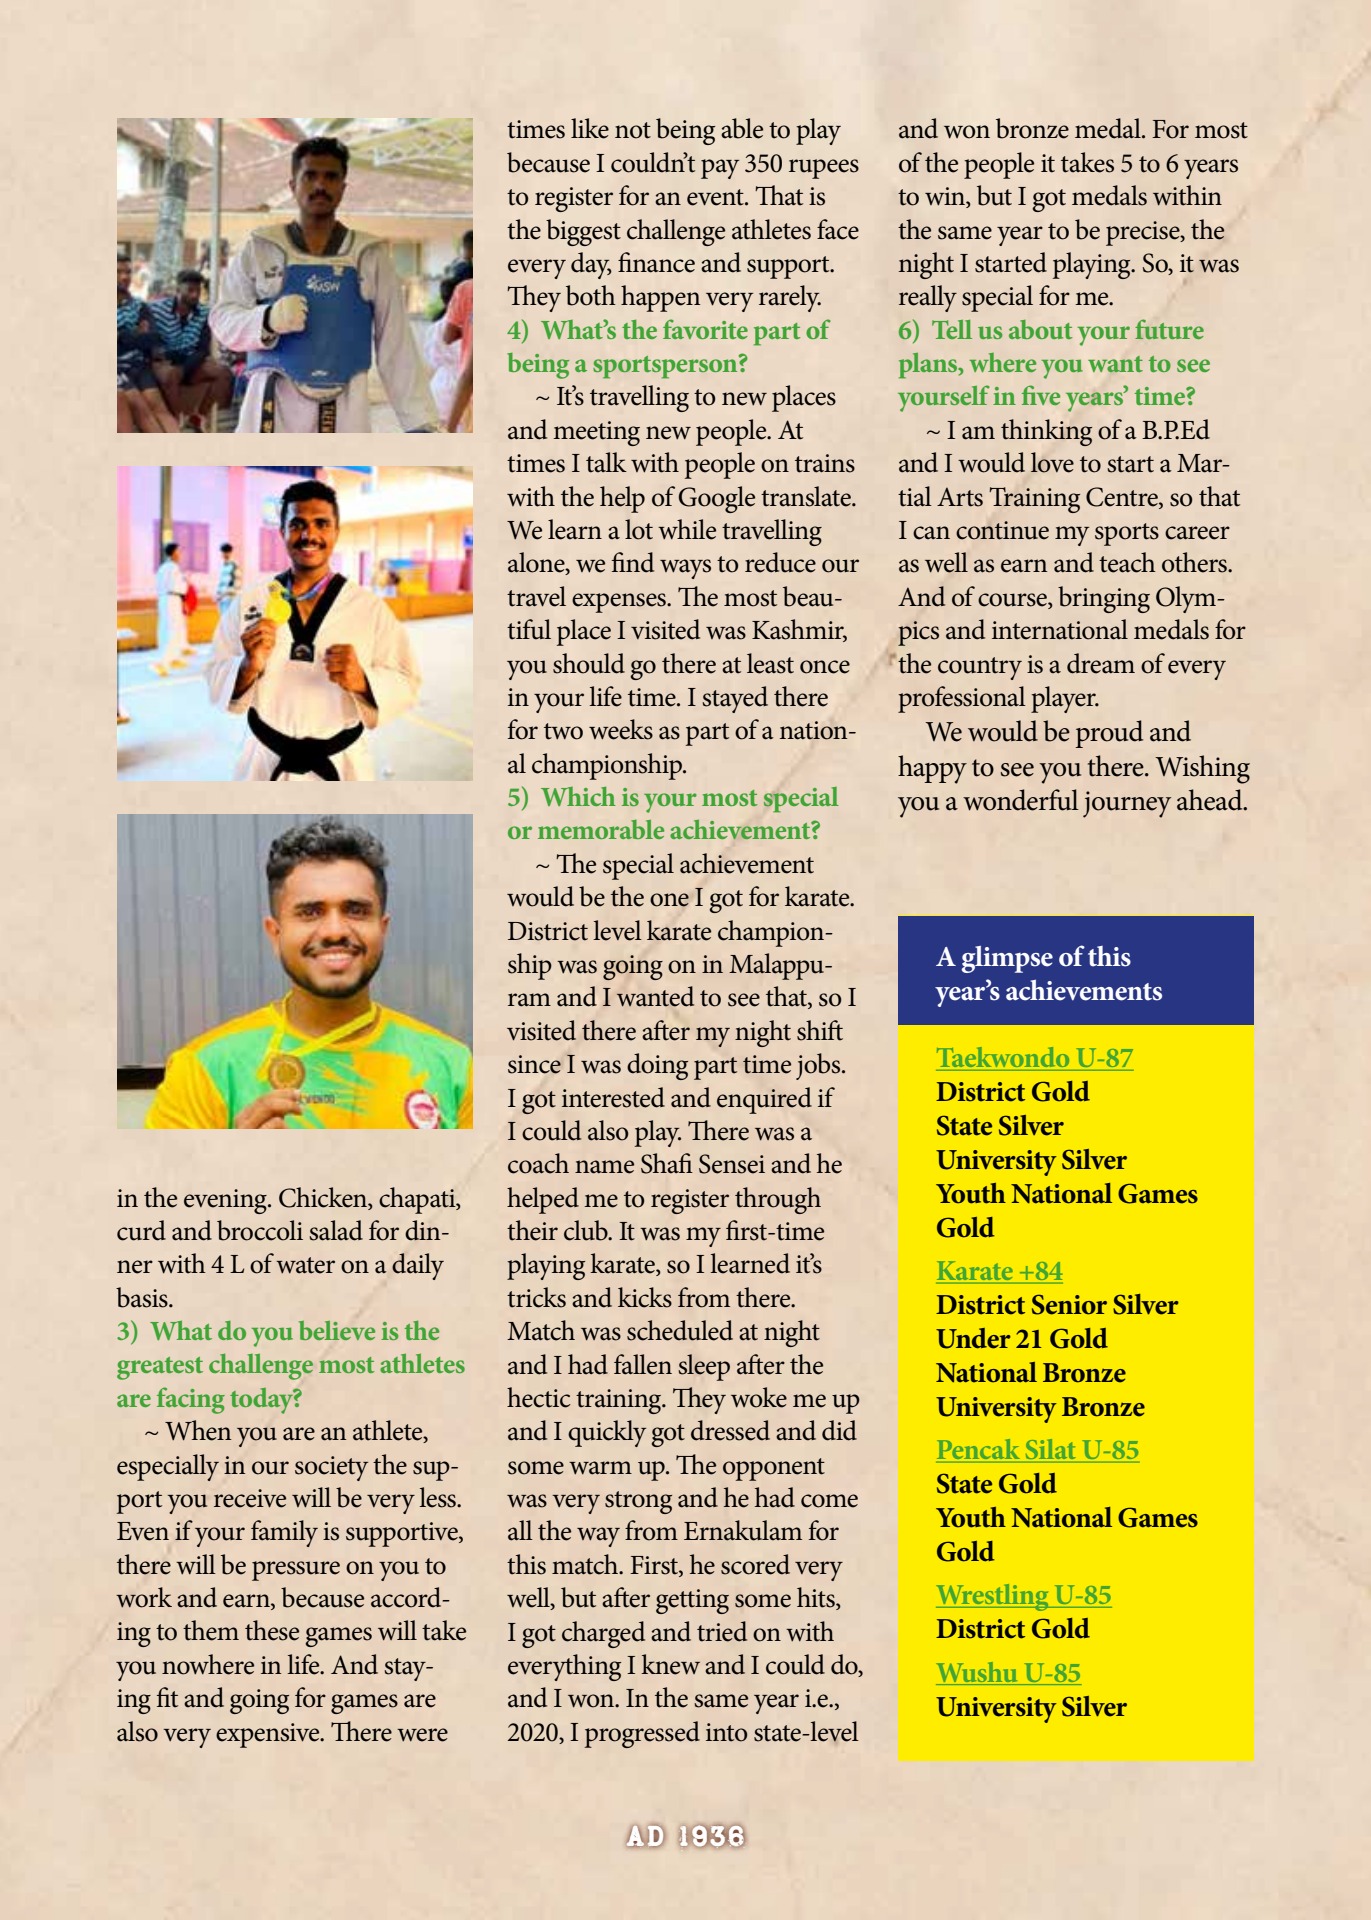 in the evening. Chicken, chapati,
curd and broccoli salad for din-
ner with 4 L of water on a daily
basis.
3)  What do you believe is the
greatest challenge most athletes
are facing today?
~ When you are an athlete,
especially in our society the sup-
port you receive will be very less.
Even if your family is supportive,
there will be pressure on you to
work and earn, because accord-
ing to them these games will take
you nowhere in life. And stay-
ing fit and going for games are
also very expensive. There were
times like not being able to play
because I couldn’t pay 350 rupees
to register for an event. That is
the biggest challenge athletes face
every day, finance and support.
They both happen very rarely.
4)  What’s the favorite part of
being a sportsperson?
~ It’s travelling to new places
and meeting new people. At
times I talk with people on trains
with the help of Google translate.
We learn a lot while travelling
alone, we find ways to reduce our
travel expenses. The most beau-
tiful place I visited was Kashmir,
you should go there at least once
in your life time. I stayed there
for two weeks as part of a nation-
al championship.
5)  Which is your most special
or memorable achievement?
~ The special achievement
would be the one I got for karate.
District level karate champion-
ship was going on in Malappu-
ram and I wanted to see that, so I
visited there after my night shift
since I was doing part time jobs.
I got interested and enquired if
I could also play. There was a
coach name Shafi Sensei and he
helped me to register through
their club. It was my first-time
playing karate, so I learned it’s
tricks and kicks from there.
Match was scheduled at night
and I had fallen sleep after the
hectic training. They woke me up
and I quickly got dressed and did
some warm up. The opponent
was very strong and he had come
all the way from Ernakulam for
this match. First, he scored very
well, but after getting some hits,
I got charged and tried on with
everything I knew and I could do,
and I won. In the same year i.e.,
2020, I progressed into state-level
and won bronze medal. For most
of the people it takes 5 to 6 years
to win, but I got medals within
the same year to be precise, the
night I started playing. So, it was
really special for me.
6)  Tell us about your future
plans, where you want to see
yourself in five years’ time?
~ I am thinking of a B.P.Ed
and I would love to start a Mar-
tial Arts Training Centre, so that
I can continue my sports career
as well as earn and teach others.
And of course, bringing Olym-
pics and international medals for
the country is a dream of every
professional player.
We would be proud and
happy to see you there. Wishing
you a wonderful journey ahead.
A glimpse of this
year’s achievements
Taekwondo U-87
District Gold
State Silver
University Silver
Youth National Games
Gold
Karate +84
District Senior Silver
Under 21 Gold
National Bronze
University Bronze
Pencak Silat U-85
State Gold
Youth National Games
Gold
Wrestling U-85
District Gold
Wushu U-85
University Silver
AD 1936